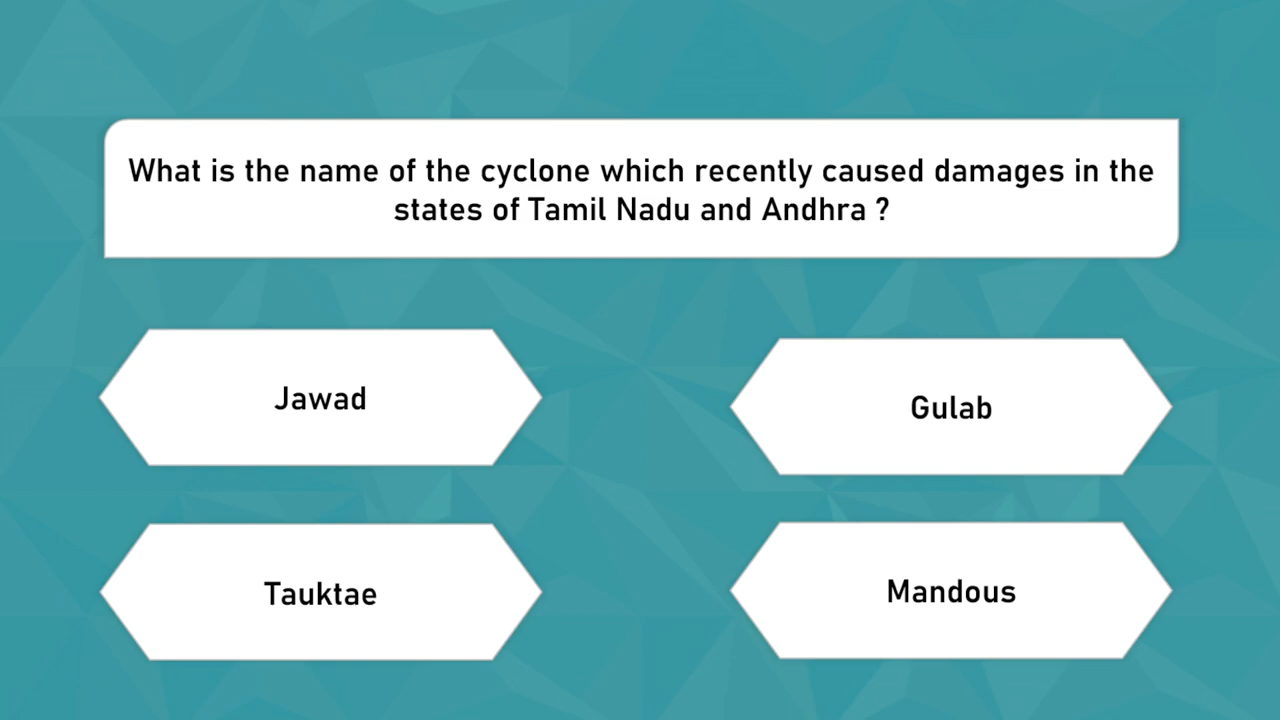 What is the name of the cyclone which recently caused damages in the
states of Tamil Nadu and Andhra ?
Jawad
Gulab
Tauktae
Mandous